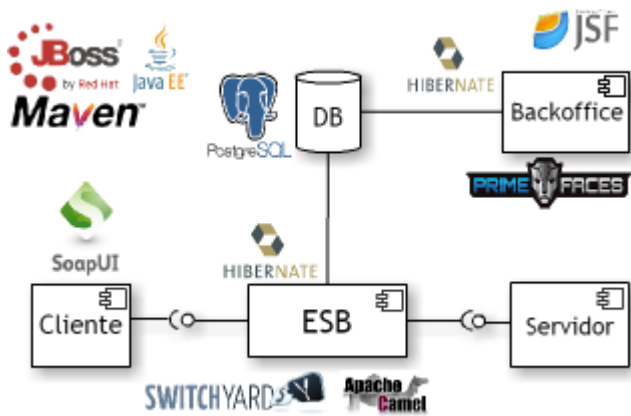 JBoss
by Red Hat
Java EE
Maven™
PostgreSQL
DB
HIBERNATE
JSF
Backoffice
PRIME FACES
SoapUI
HIBERNATE
Cliente
ESB
Servidor
SWITCHYARD
Apache
Camel